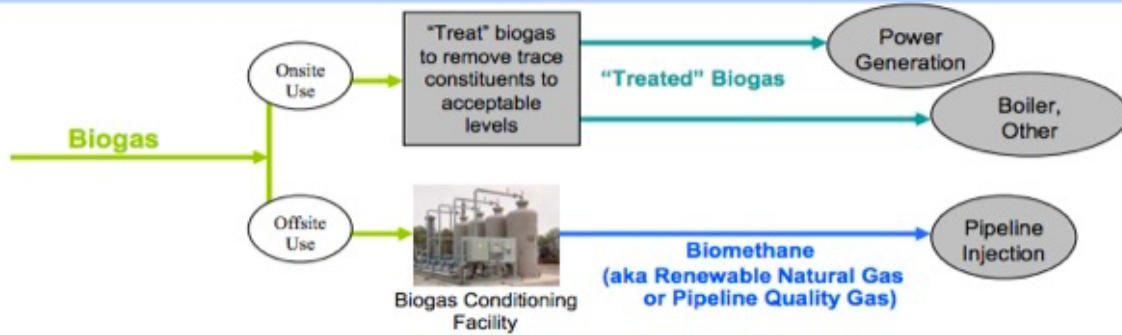 Biogas
Onsite
Use
"Treat" biogas
to remove trace
constituents to
acceptable
levels
"Treated" Biogas
Power
Generation
Boiler,
Other
Offsite
Use
Biogas Conditioning
Facility
Biomethane
(aka Renewable Natural Gas
or Pipeline Quality Gas)
Pipeline
Injection